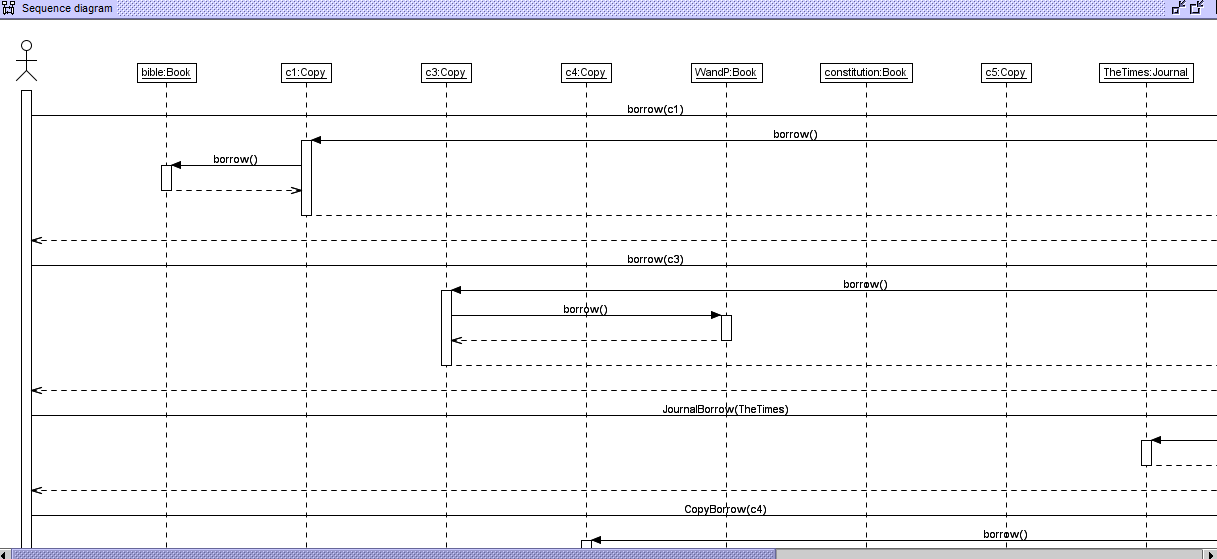 Sequence diagram
bible:Book
c1:Copy
c3:Copy
c4:Copy
WandP:Book
constitution:Book
c5:Copy
TheTimes:Journal
borrow(c1)
borrow()
borrow()
borrow(c3)
borrow()
borrow()
JournalBorrow(TheTimes)
CopyBorrow(c4)
borrow()